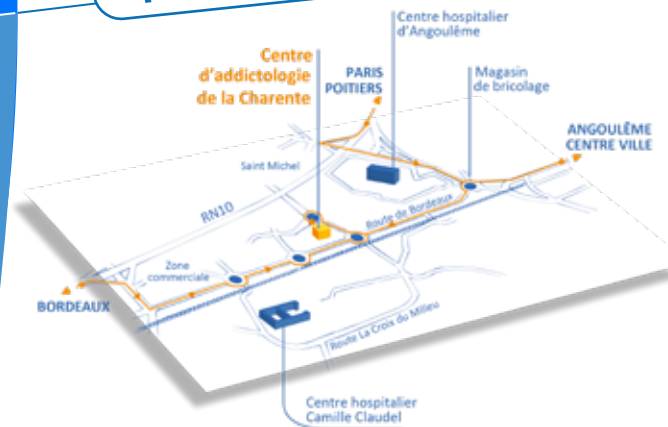 Centre hospitalier
d'Angoulême
Centre
d'addictologie
de la Charente
PARIS
POITIERS
Magasin
de bricolage
ANGOULÊME
CENTRE VILLE
Saint Michel
RN10
Route de Bordeaux
Zone
commerciale
BORDEAUX
Route La Croix du Milieu
Centre hospitalier
Camille Claudel